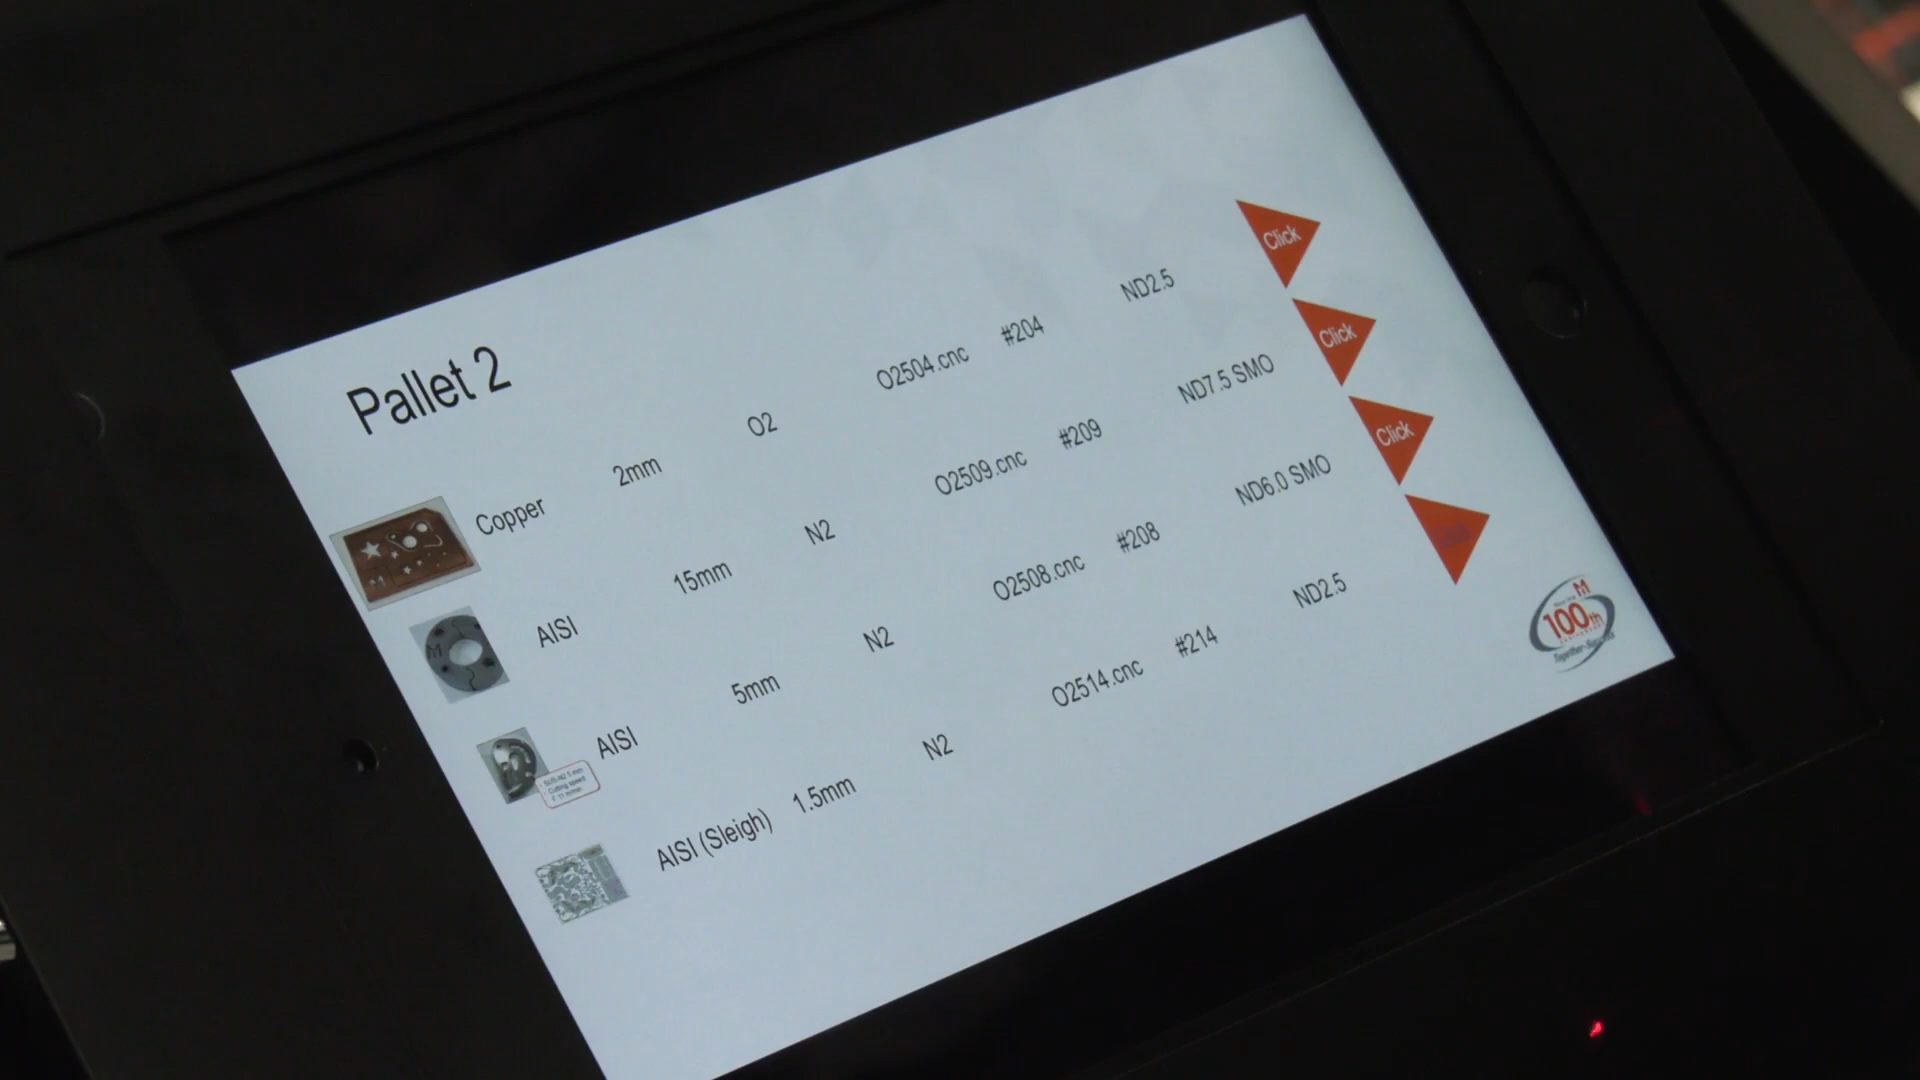 Pallet 2
Copper 2mm O2 O2504.cnc #204 ND2.5 Click
AISI 15mm N2 O2509.cnc #209 ND7.5 SMO Click
AISI 5mm N2 O2508.cnc #208 ND6.0 SMO Click
Cutting speed
AISI (Sleigh) 1.5mm N2 O2514.cnc #214 ND2.5
M
100th